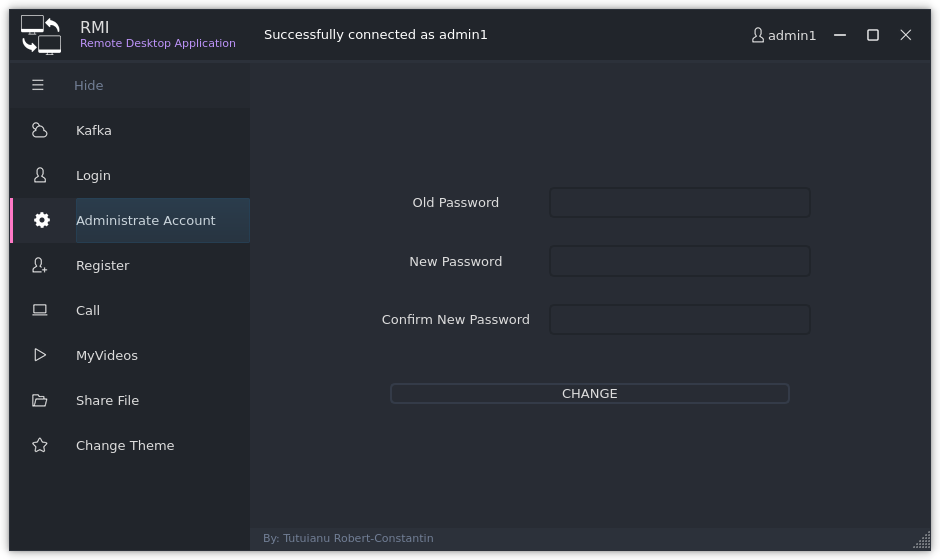 RMI
Remote Desktop Application
Successfully connected as admin1
admin1
Hide
Kafka
Login
Administrate Account
Register
Call
MyVideos
Share File
Change Theme
Old Password
New Password
Confirm New Password
CHANGE
By: Tutuianu Robert-Constantin